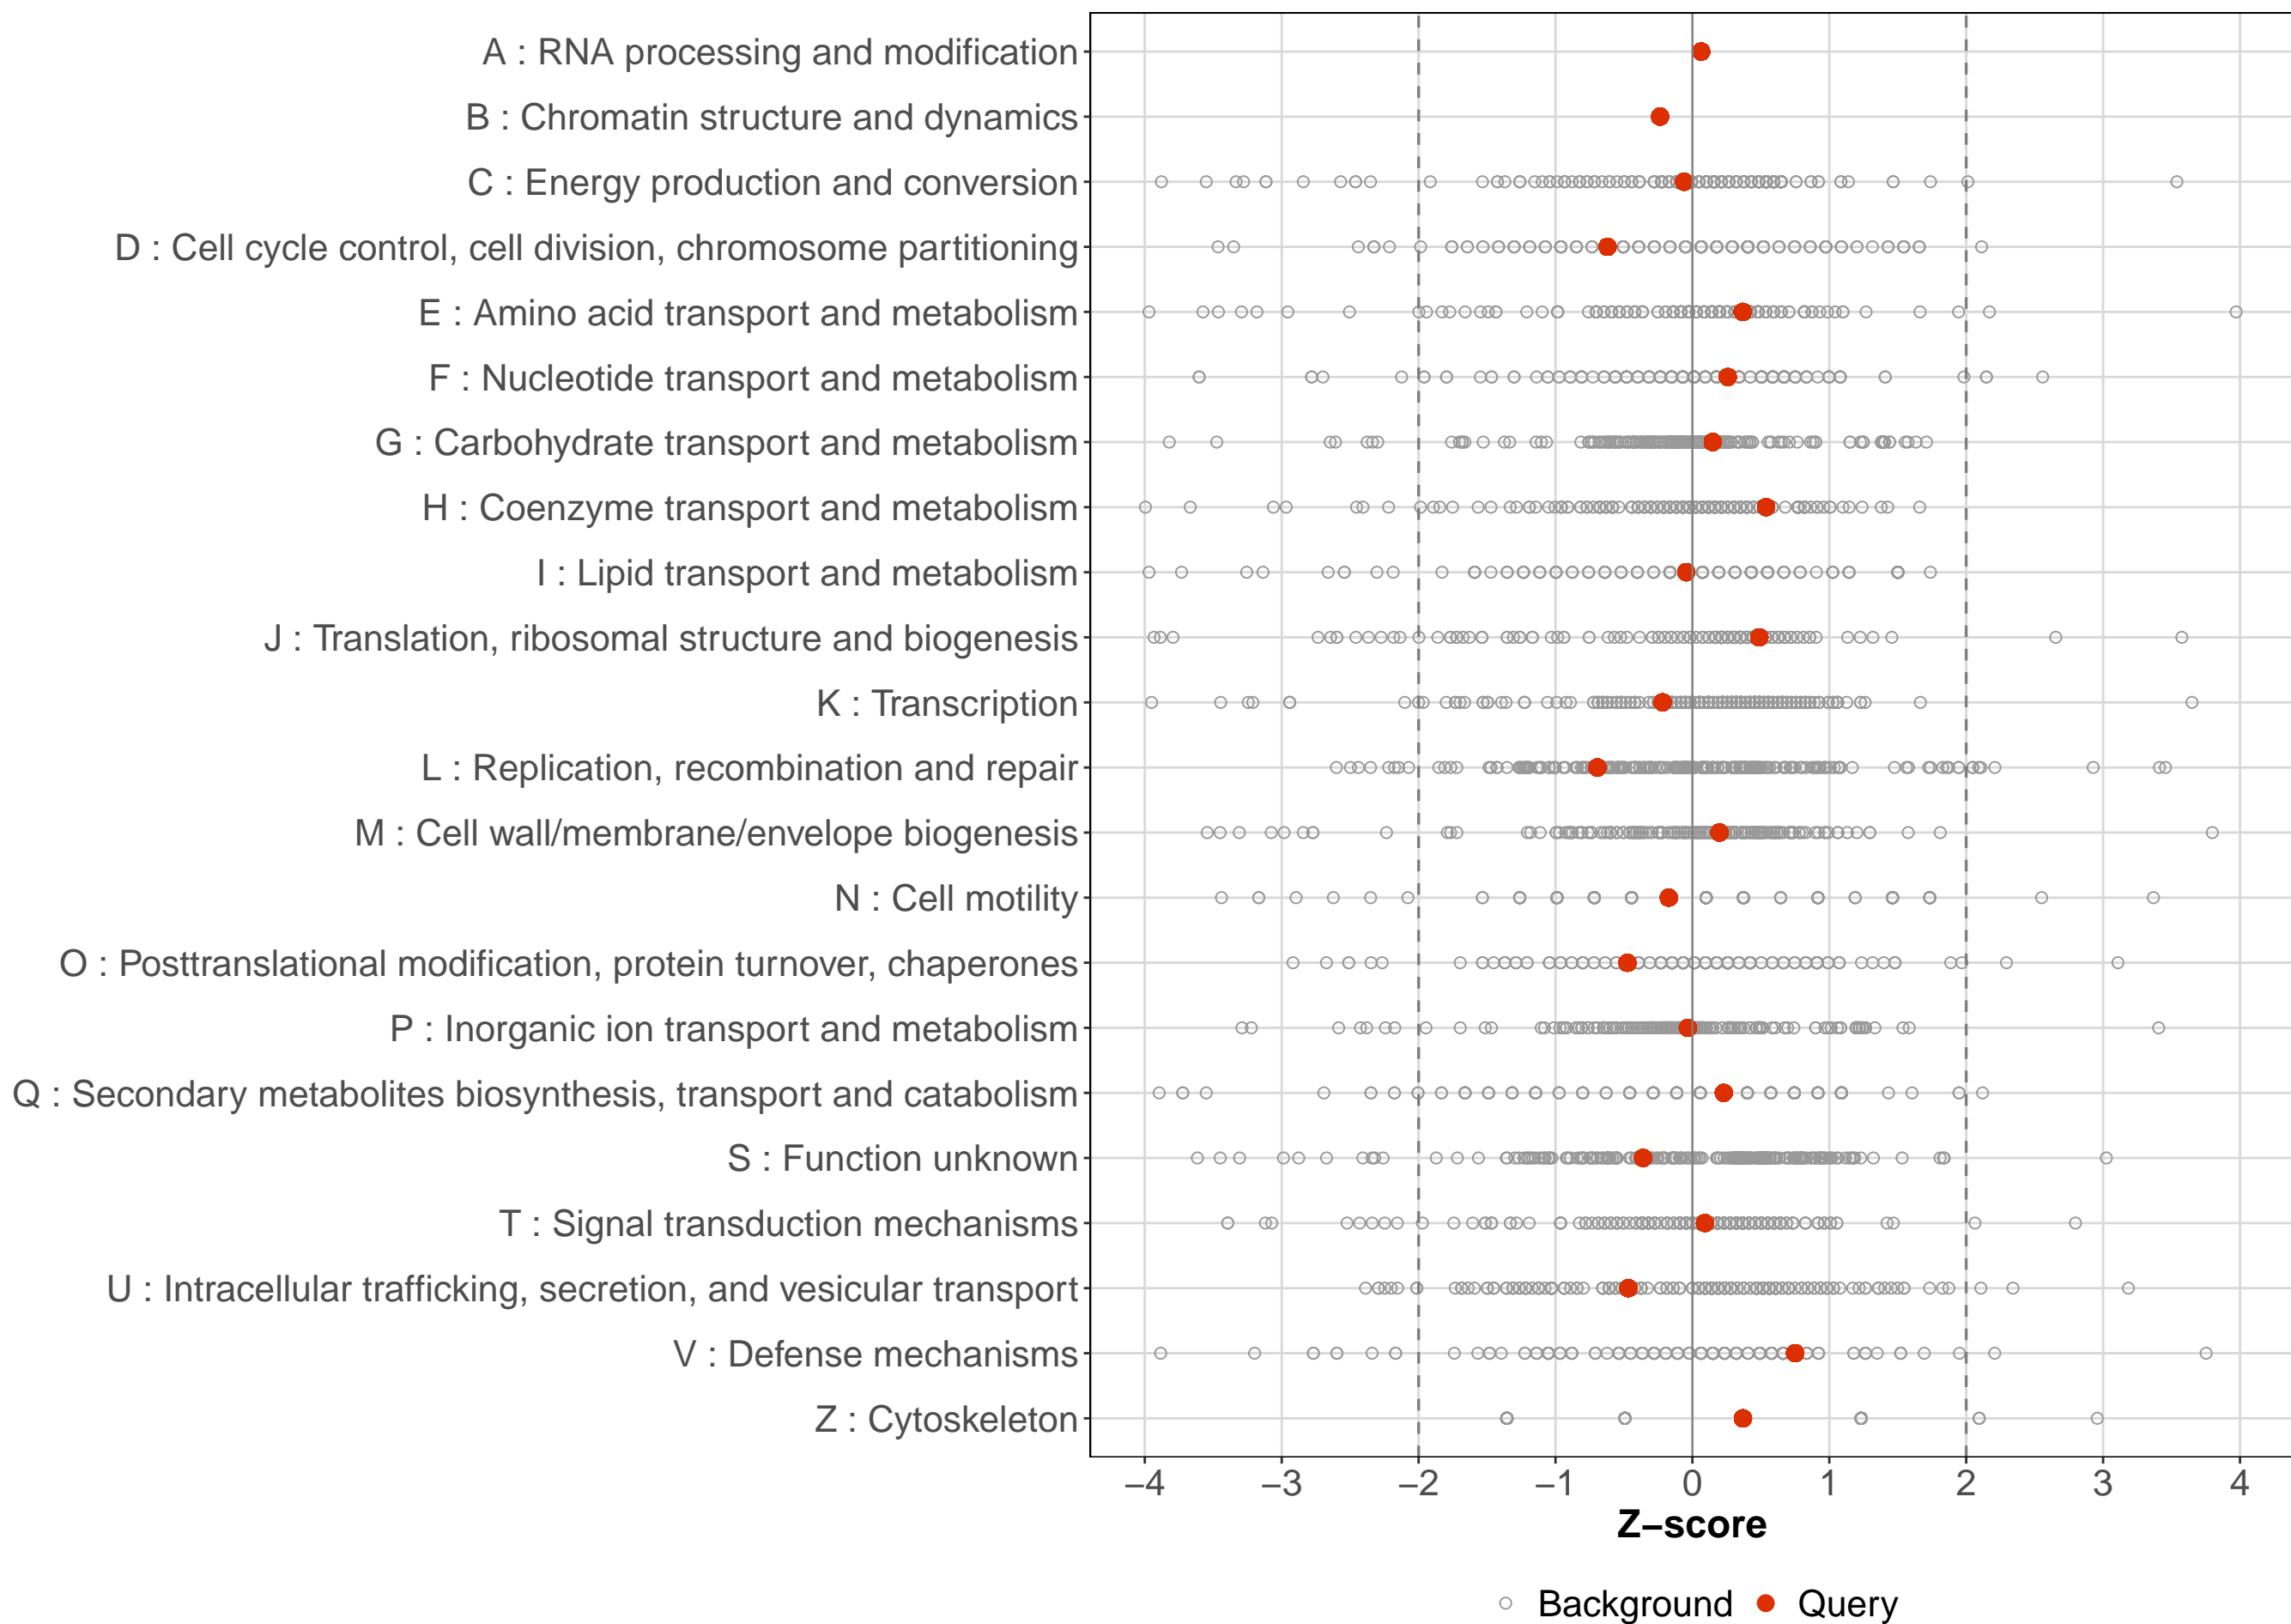 A : RNA processing and modification
B : Chromatin structure and dynamics
C : Energy production and conversion
D : Cell cycle control, cell division, chromosome partitioning
E : Amino acid transport and metabolism
F : Nucleotide transport and metabolism
G : Carbohydrate transport and metabolism
H : Coenzyme transport and metabolism
I : Lipid transport and metabolism
J : Translation, ribosomal structure and biogenesis
K : Transcription
L : Replication, recombination and repair
M : Cell wall/membrane/envelope biogenesis
N : Cell motility
O : Posttranslational modification, protein turnover, chaperones
P : Inorganic ion transport and metabolism
Q : Secondary metabolites biosynthesis, transport and catabolism
S : Function unknown
T : Signal transduction mechanisms
U : Intracellular trafficking, secretion, and vesicular transport
V : Defense mechanisms
Z : Cytoskeleton
−4 −3 −2 −1 0 1 2 3 4
Z−score
Background Query